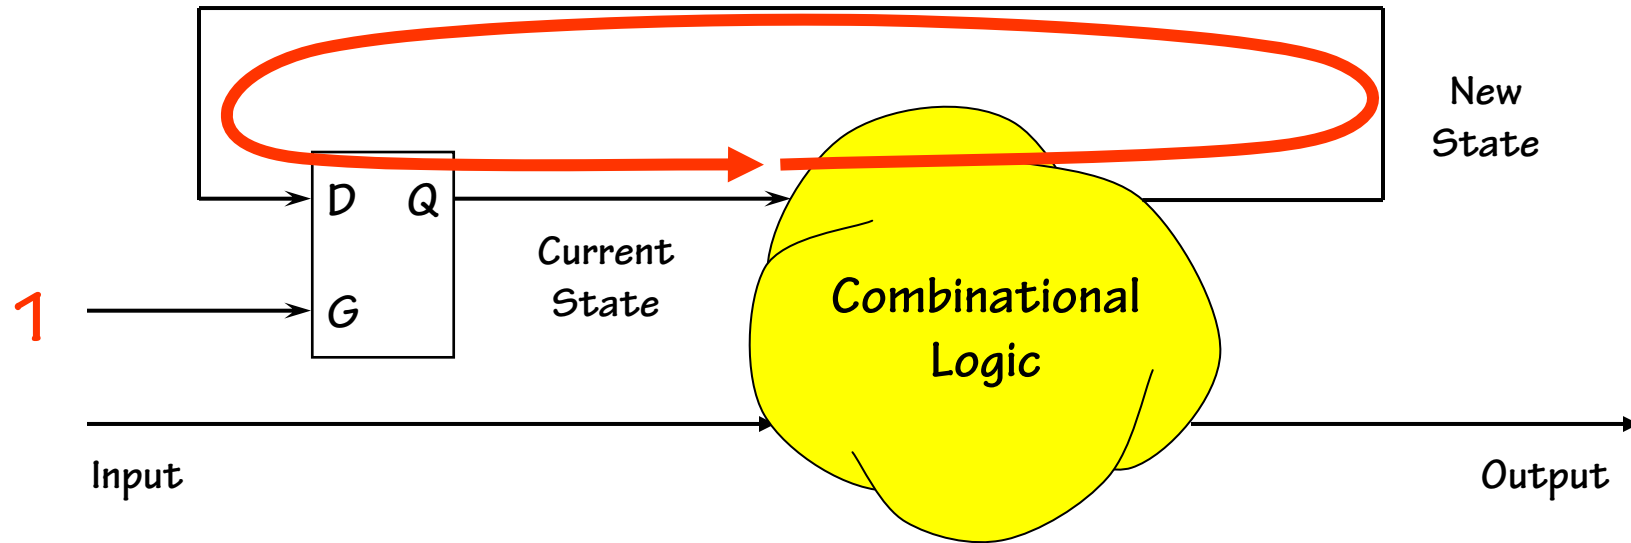 New
State
D Q
Current
State
1
G
Combinational
Logic
Input
Output